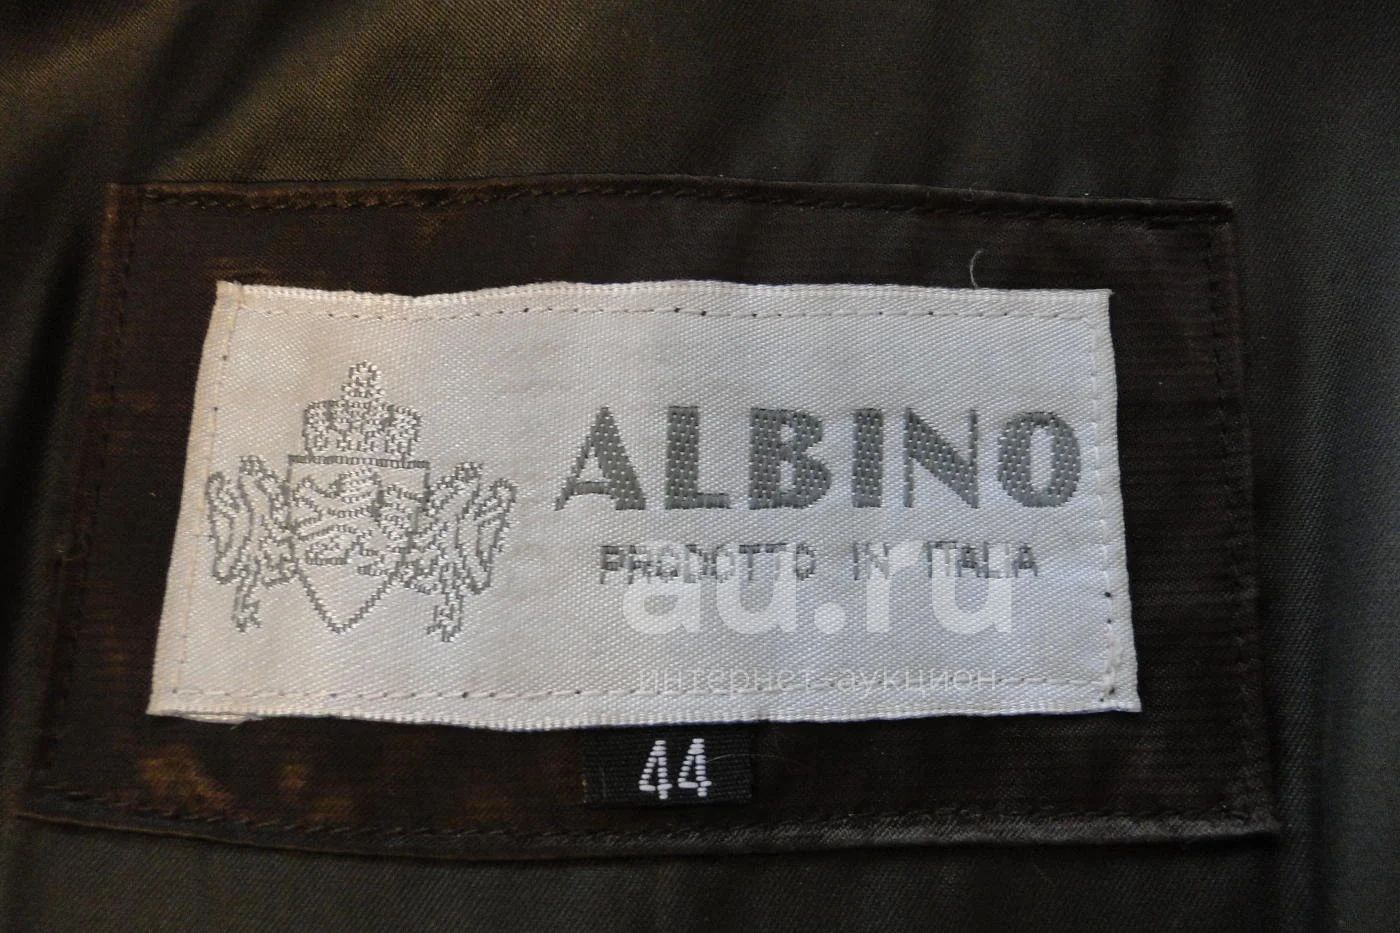 ALBINO
PRODOTTO IN ITALIA
au.ru
интернет-аукцион
44